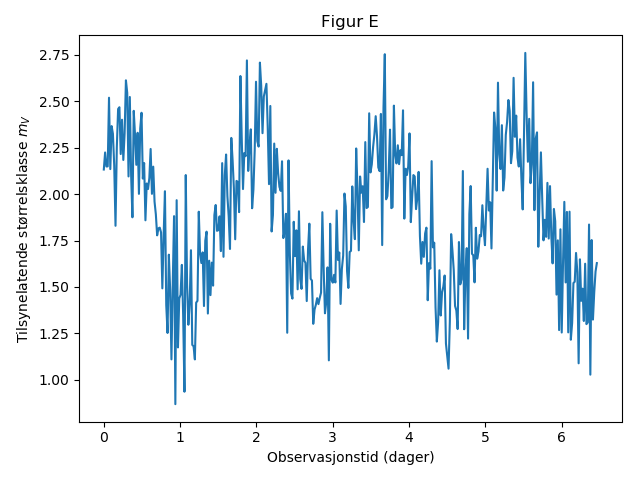 Figur E
Tilsynelatende størrelsesklasse m_V
2.75
2.50
2.25
2.00
1.75
1.50
1.25
1.00
0 1 2 3 4 5 6
Observasjonstid (dager)